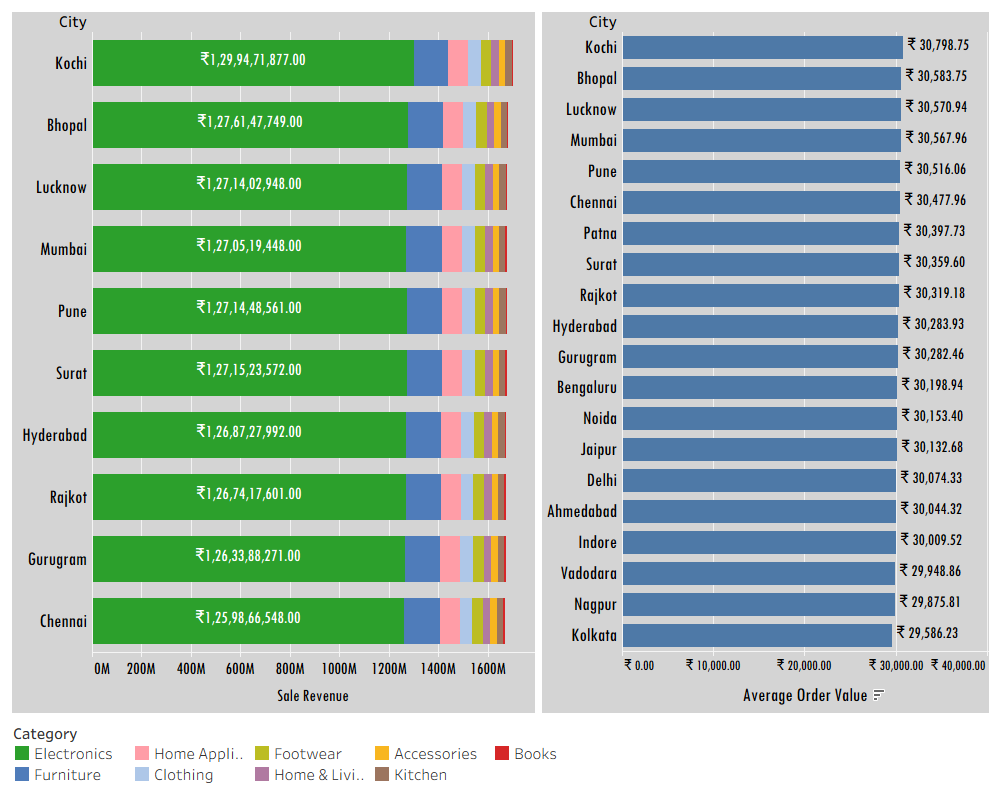 City
Kochi ₹1,29,94,71,877.00
Bhopal ₹1,27,61,47,749.00
Lucknow ₹1,27,14,02,948.00
Mumbai ₹1,27,05,19,448.00
Pune ₹1,27,14,48,561.00
Surat ₹1,27,15,23,572.00
Hyderabad ₹1,26,87,27,992.00
Rajkot ₹1,26,74,17,601.00
Gurugram ₹1,26,33,88,271.00
Chennai ₹1,25,98,66,548.00
0M 200M 400M 600M 800M 1000M 1200M 1400M 1600M
Sale Revenue
City
Kochi ₹ 30,798.75
Bhopal ₹ 30,583.75
Lucknow ₹ 30,570.94
Mumbai ₹ 30,567.96
Pune ₹ 30,516.06
Chennai ₹ 30,477.96
Patna ₹ 30,397.73
Surat ₹ 30,359.60
Rajkot ₹ 30,319.18
Hyderabad ₹ 30,283.93
Gurugram ₹ 30,282.46
Bengaluru ₹ 30,198.94
Noida ₹ 30,153.40
Jaipur ₹ 30,132.68
Delhi ₹ 30,074.33
Ahmedabad ₹ 30,044.32
Indore ₹ 30,009.52
Vadodara ₹ 29,948.86
Nagpur ₹ 29,875.81
Kolkata ₹ 29,586.23
₹ 0.00 ₹ 10,000.00 ₹ 20,000.00 ₹ 30,000.00 ₹ 40,000.00
Average Order Value
Category
Electronics Home Appli.. Footwear Accessories Books
Furniture Clothing Home & Livi.. Kitchen